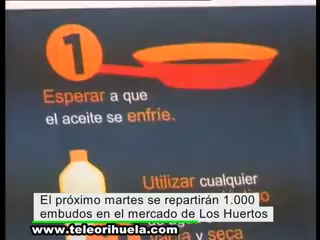 1
Esperar a que
el aceite se enfríe.
Utilizar cualquier
El próximo martes se repartirán 1.000
embudos en el mercado de Los Huertos
www.teleorihuela.com
vacía y seca